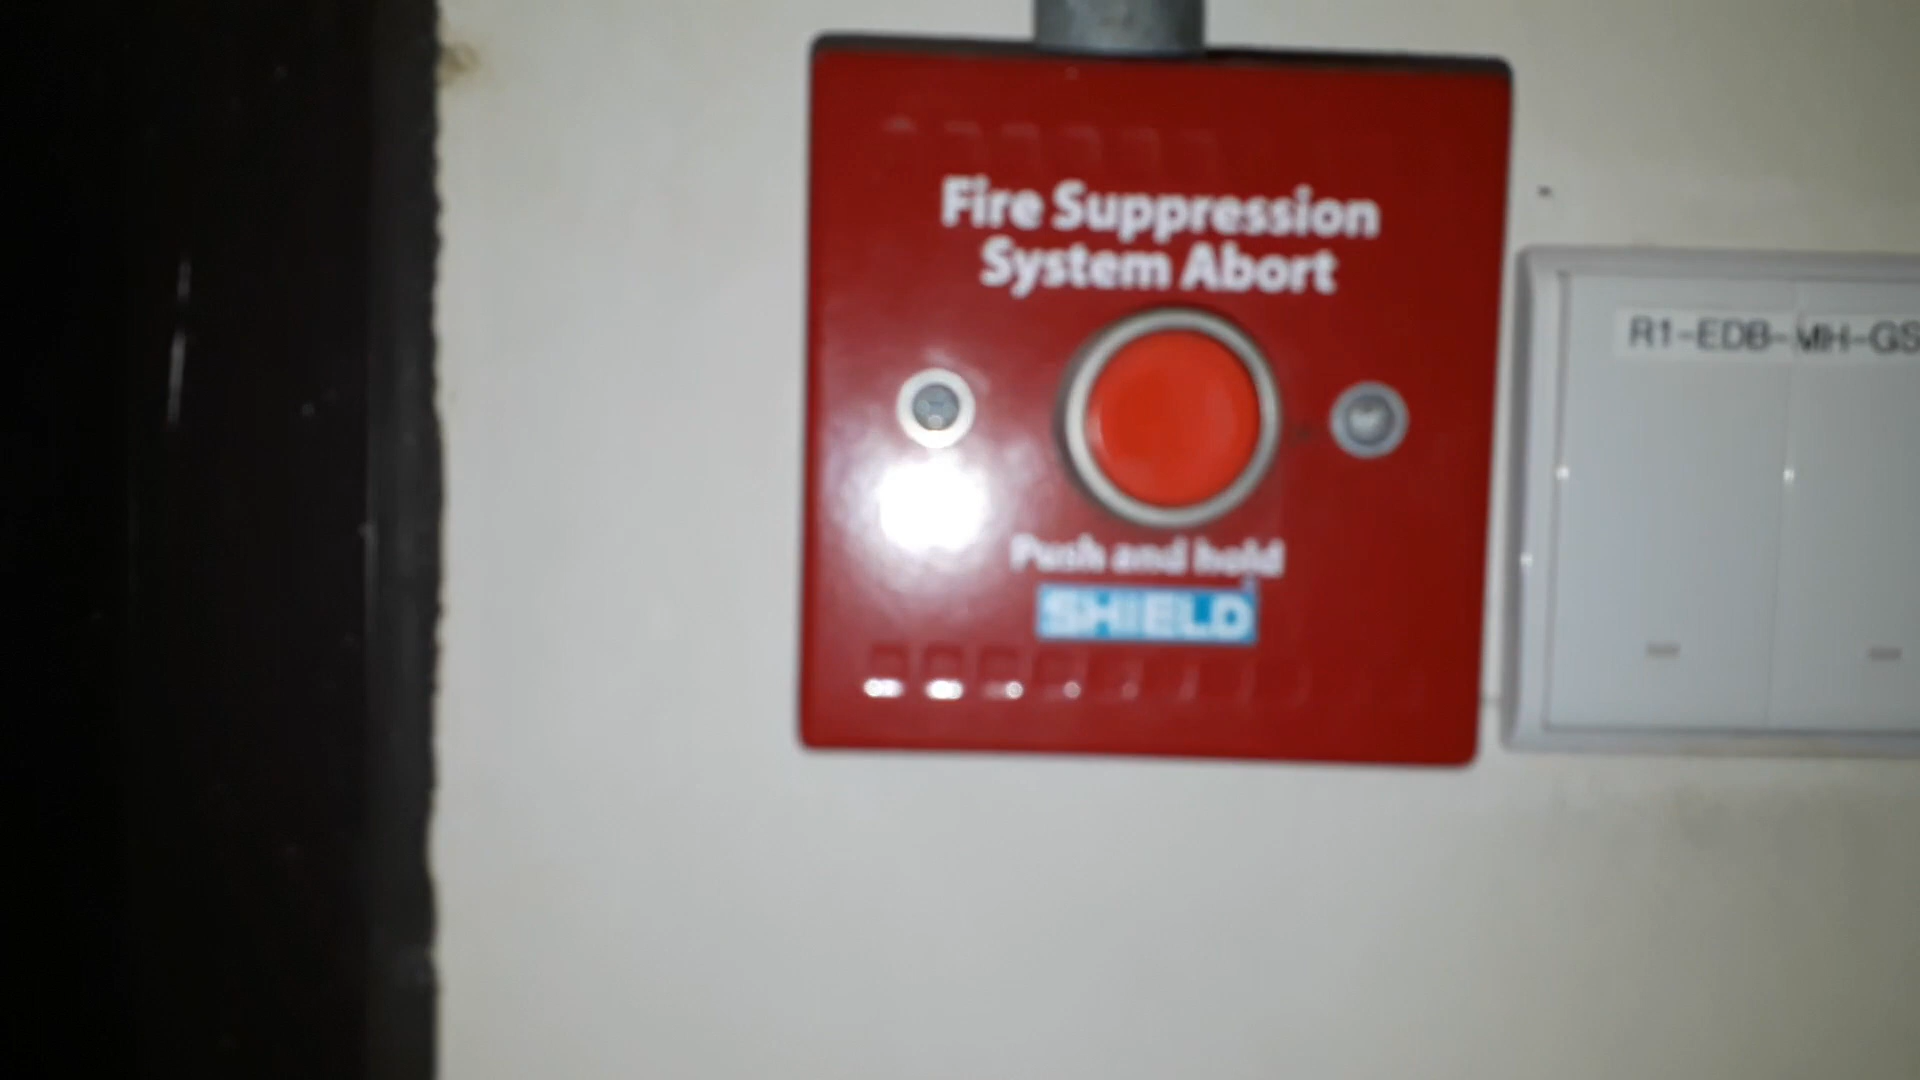 Fire Suppression
System Abort
Push and hold
SHIELD
R1-EDB-MH-GS